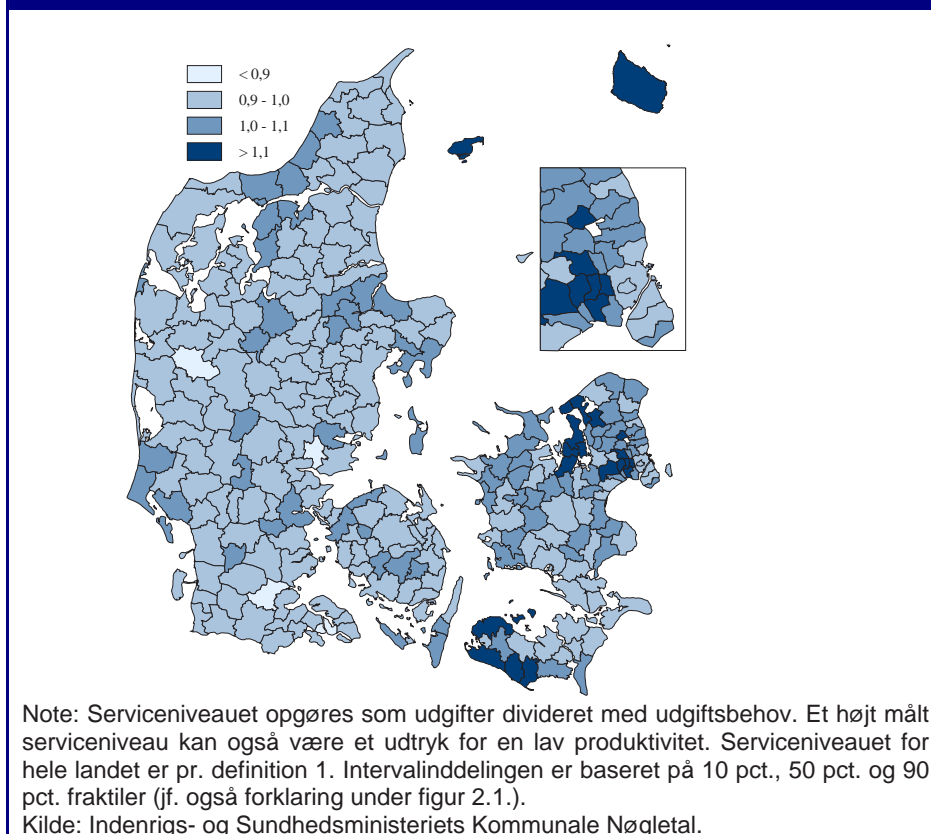 < 0,9
0,9 - 1,0
1,0 - 1,1
> 1,1
Note: Serviceniveauet opgøres som udgifter divideret med udgiftsbehov. Et højt målt
serviceniveau kan også være et udtryk for en lav produktivitet. Serviceniveauet for
hele landet er pr. definition 1. Intervalinddelingen er baseret på 10 pct., 50 pct. og 90
pct. fraktiler (jf. også forklaring under figur 2.1.).
Kilde: Indenrigs- og Sundhedsministeriets Kommunale Nøgletal.